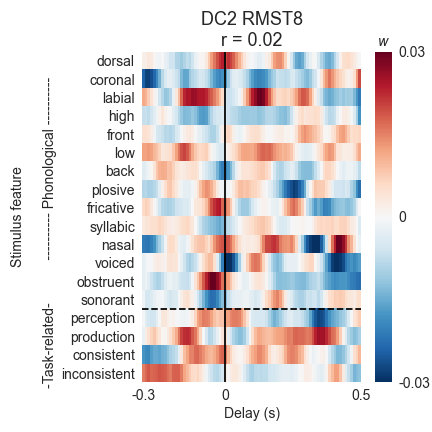 DC2 RMST8
r = 0.02
w
dorsal
coronal
labial
high
front
low
back
plosive
fricative
syllabic
nasal
voiced
obstruent
sonorant
perception
production
consistent
inconsistent
Stimulus feature
-Task-related- ---------- Phonological ----------
0.03
0
-0.03
-0.3 0 0.5
Delay (s)